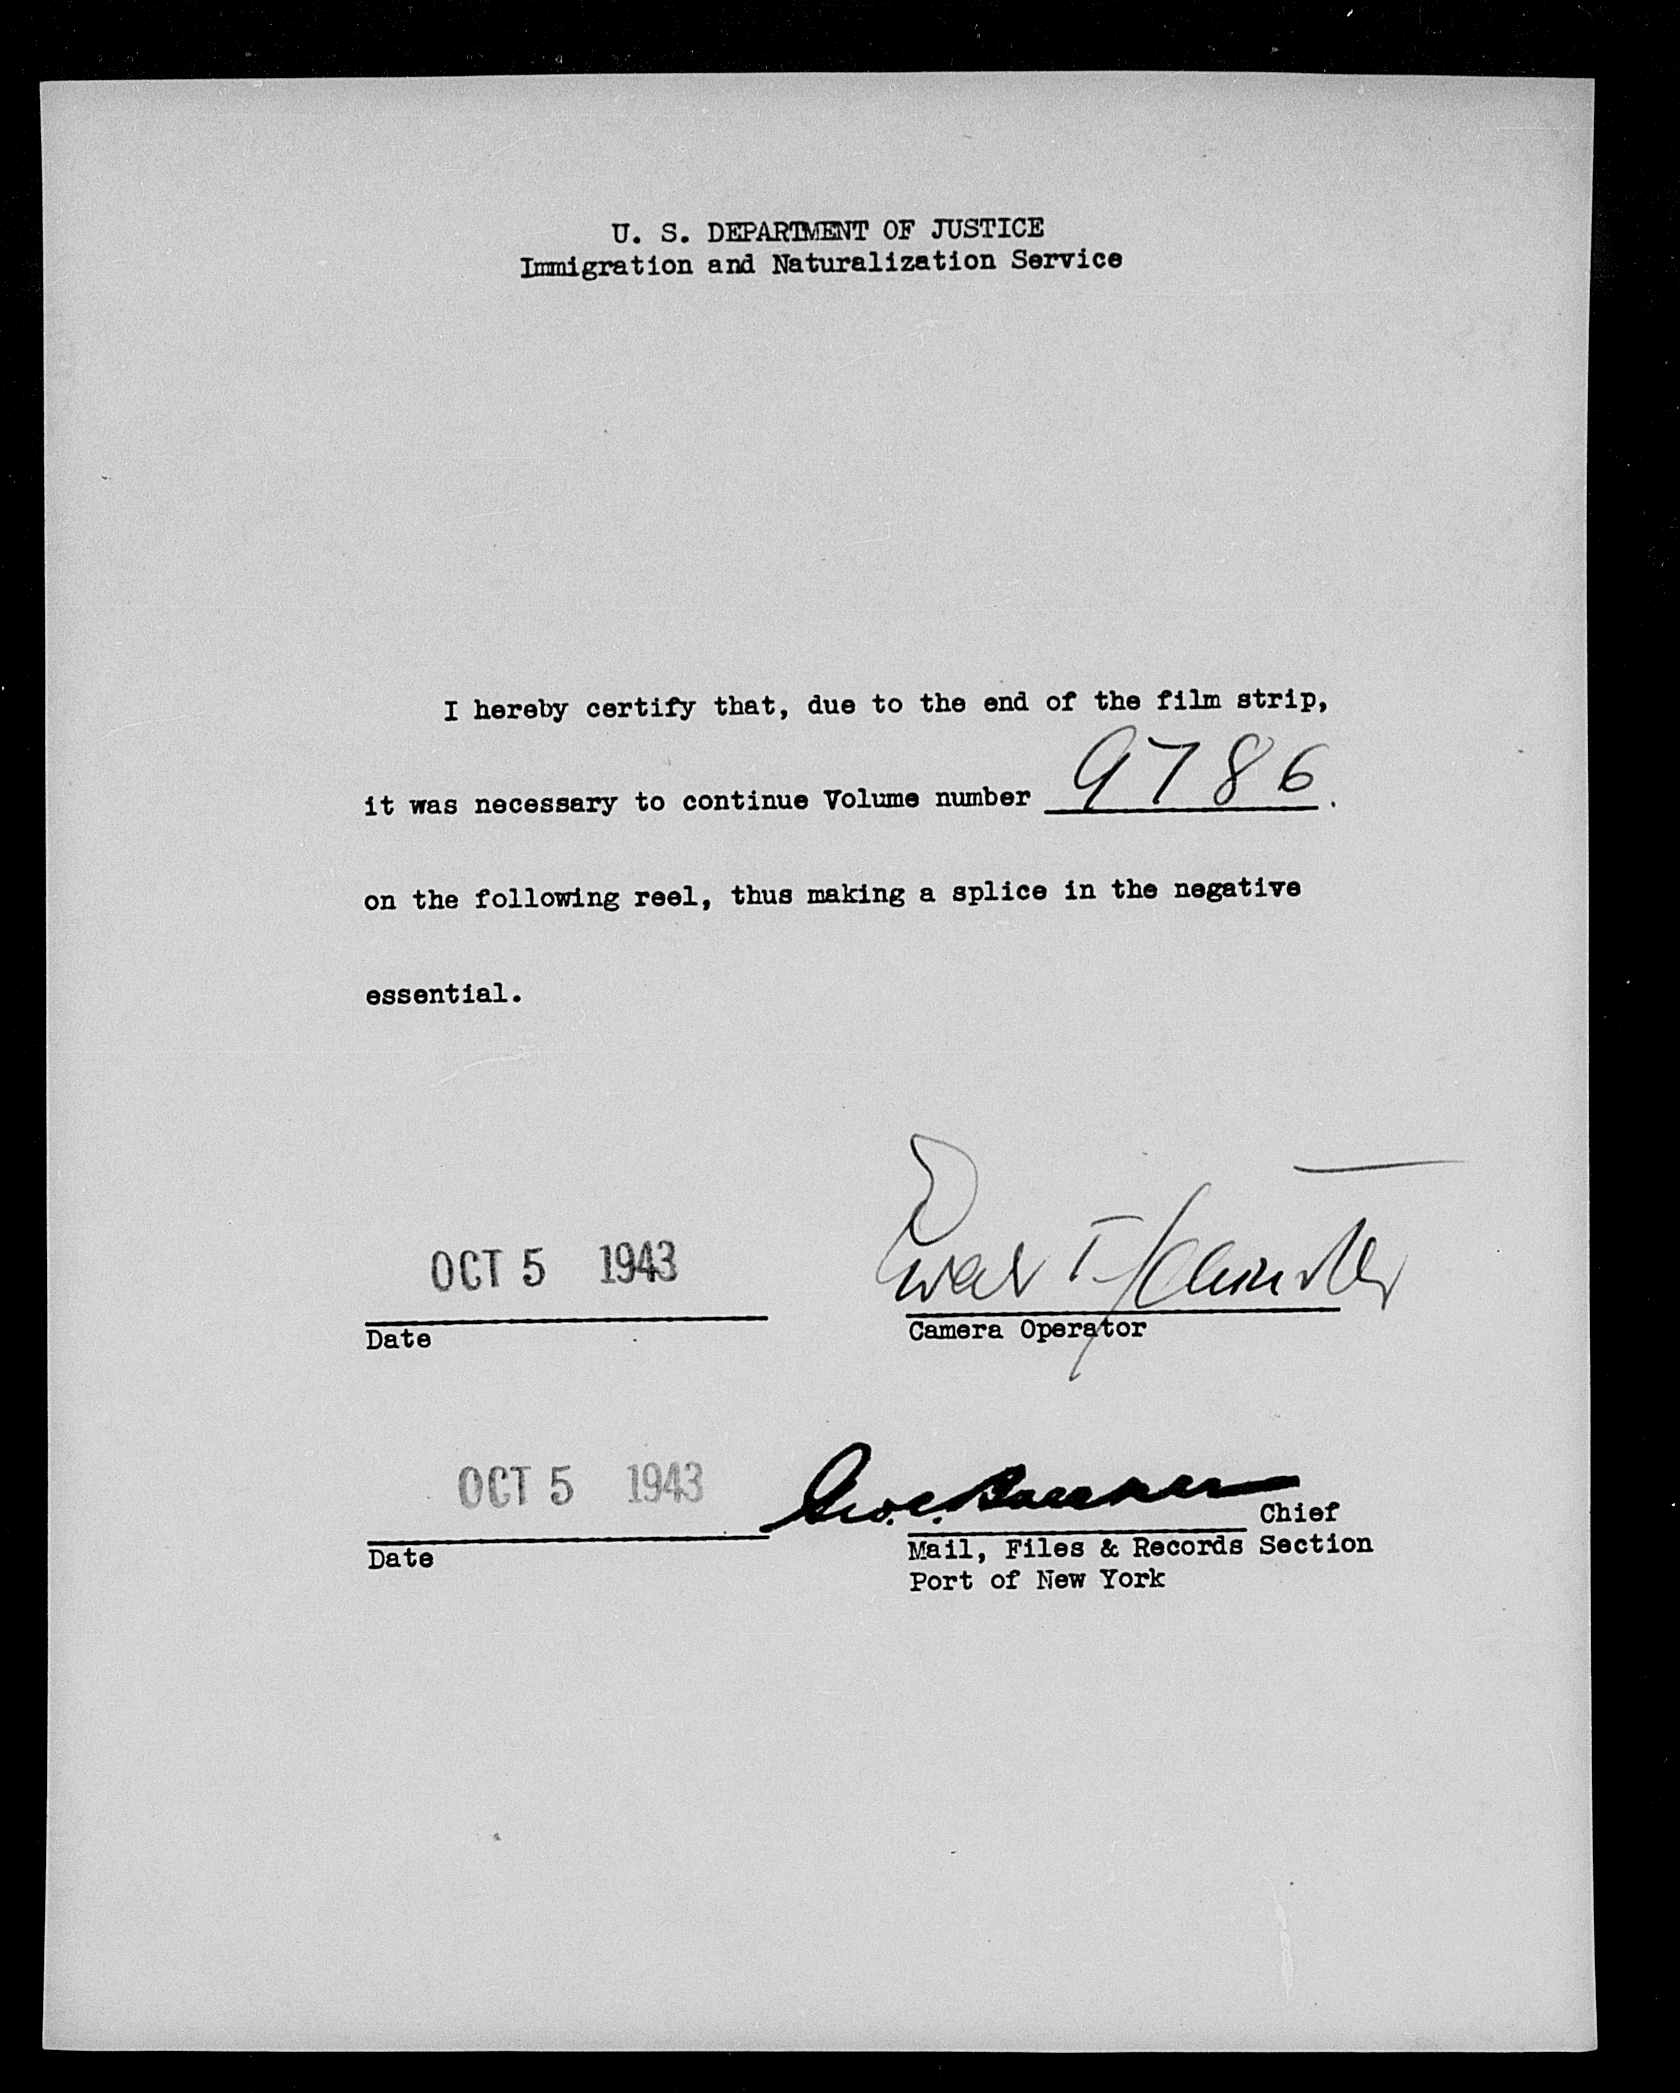 U. S. DEPARTMENT OF JUSTICE
Immigration and Naturalization Service
I hereby certify that, due to the end of the film strip,
it was necessary to continue Volume number 9786.
on the following reel, thus making a splice in the negative
essential.
OCT 5 1943
Date
Camera Operator
OCT 5 1943
Geo. C.
Chief
Date
Mail, Files & Records Section
Port of New York